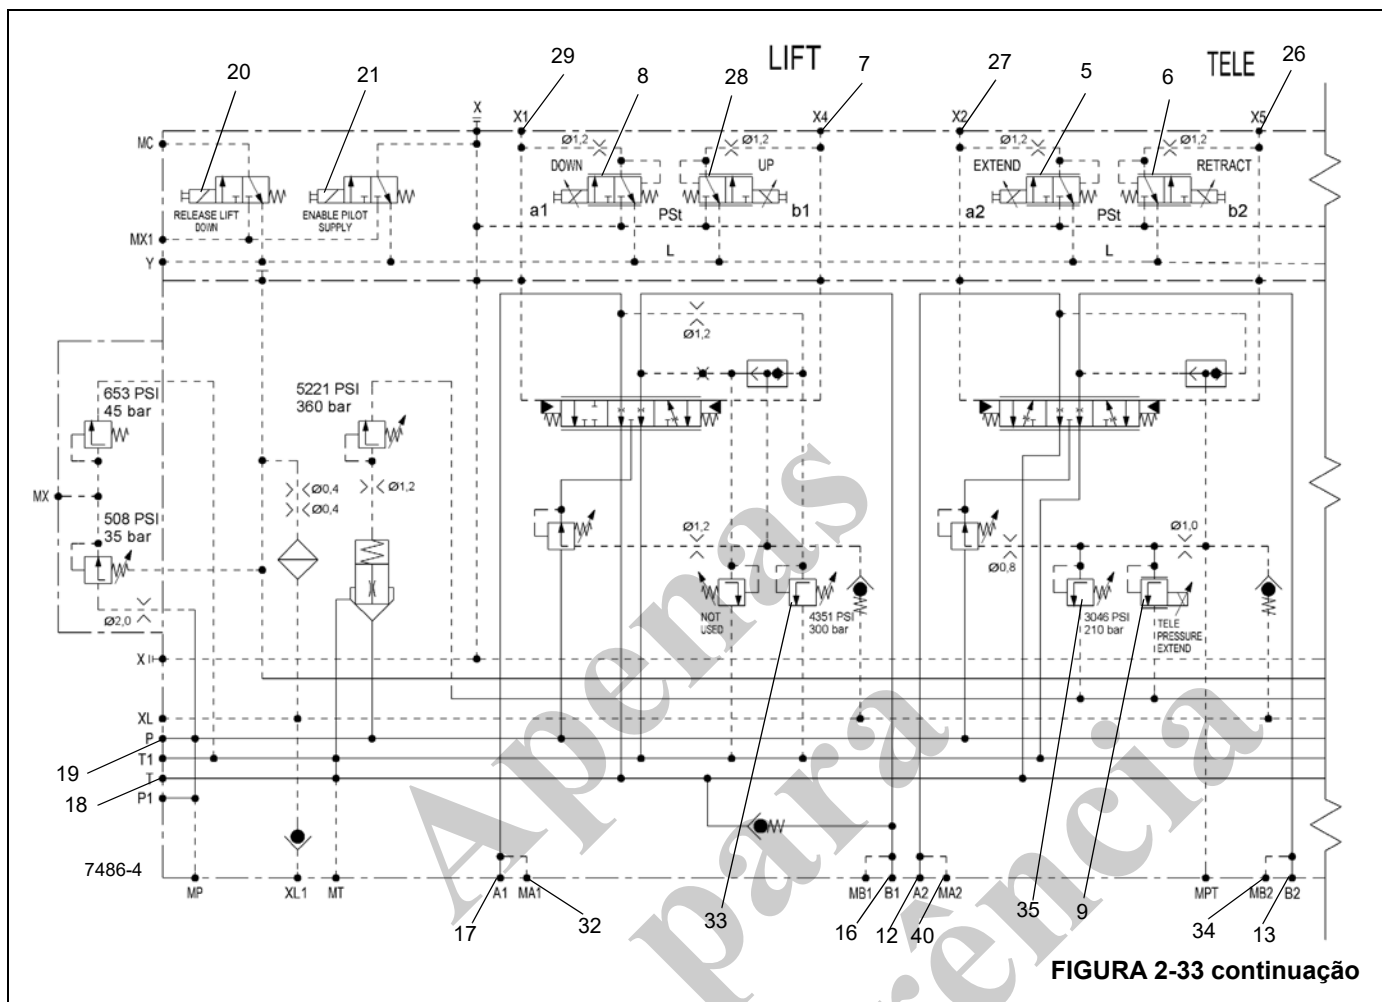 LIFT
TELE
20
21
29
8
28
7
27
5
6
26
X
X1
X4
X2
X5
MC
Ø1,2
Ø1,2
Ø1,2
Ø1,2
DOWN
UP
EXTEND
RETRACT
RELEASE LIFT
DOWN
ENABLE PILOT
SUPPLY
a1
PSt
b1
a2
PSt
b2
MX1
Y
L
L
Ø1,2
653 PSI
45 bar
5221 PSI
360 bar
MX
Ø0,4
Ø0,4
Ø1,2
508 PSI
35 bar
Ø1,2
Ø1,0
Ø0,8
Ø2,0
NOT
USED
4351 PSI
300 bar
3046 PSI
210 bar
TELE
PRESSURE
EXTEND
X
XL
P
19
T1
T
18
P1
7486-4
MP
XL1
MT
A1
MA1
MB1
B1
A2
MA2
MPT
MB2
B2
17
32
33
16
12
40
35
9
34
13
Apenas
para
rência
FIGURA 2-33 continuação